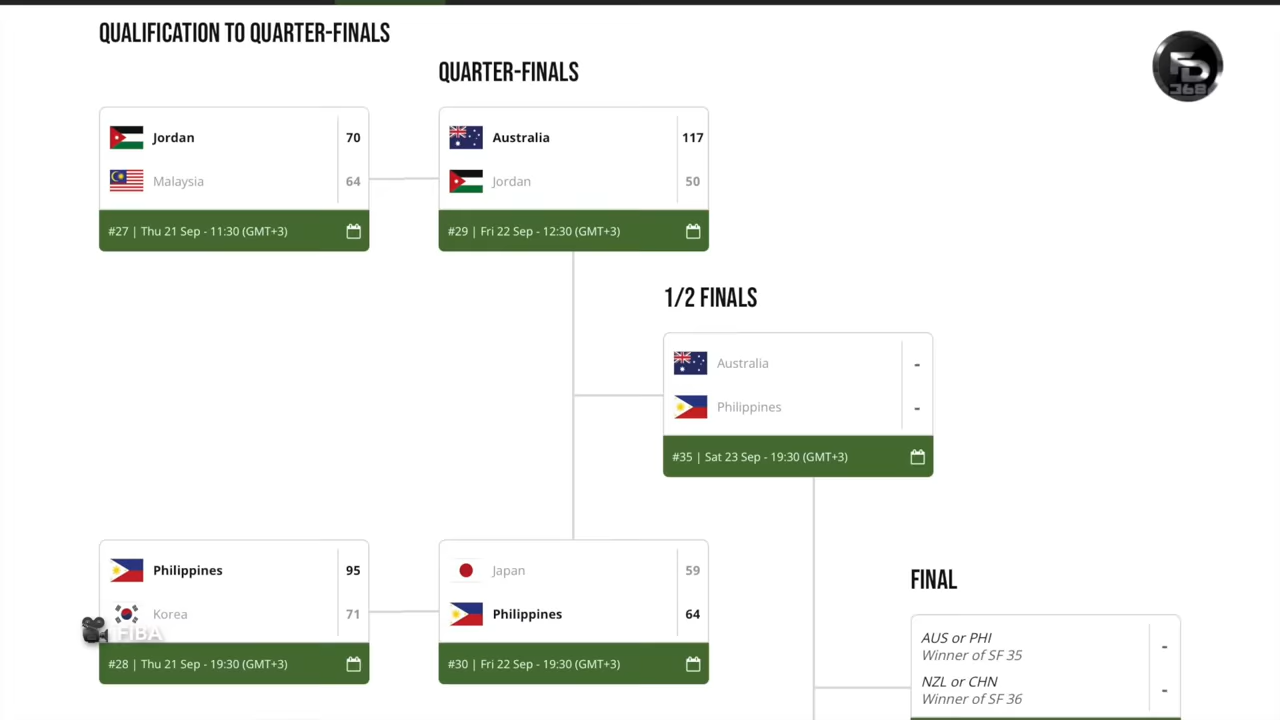 QUALIFICATION TO QUARTER-FINALS
QUARTER-FINALS
FD
368
Jordan 70
Malaysia 64
#27 | Thu 21 Sep - 11:30 (GMT+3)
Australia 117
Jordan 50
#29 | Fri 22 Sep - 12:30 (GMT+3)
1/2 FINALS
Australia -
Philippines -
#35 | Sat 23 Sep - 19:30 (GMT+3)
Philippines 95
Korea 71
FIBA
#28 | Thu 21 Sep - 19:30 (GMT+3)
Japan 59
Philippines 64
#30 | Fri 22 Sep - 19:30 (GMT+3)
FINAL
AUS or PHI -
Winner of SF 35
NZL or CHN -
Winner of SF 36